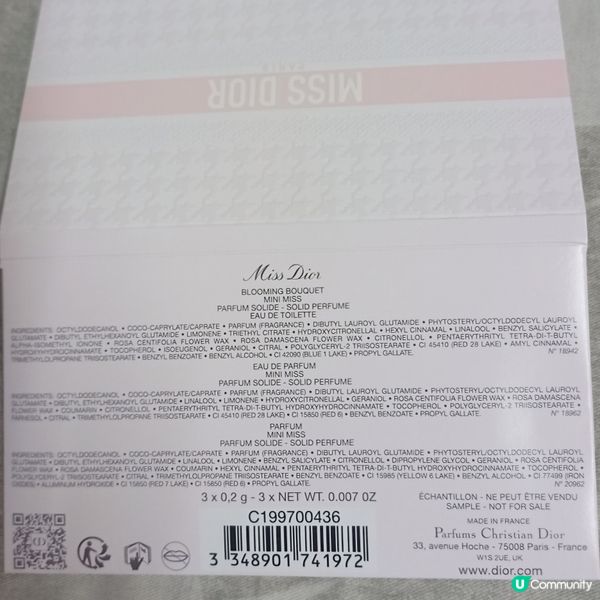 MISS DIOR
PARIS
Miss Dior
BLOOMING BOUQUET
MINI MISS
PARFUM SOLIDE - SOLID PERFUME
EAU DE TOILETTE
INGREDIENTS: OCTYLDODECANOL • COCO-CAPRYLATE/CAPRATE • PARFUM (FRAGRANCE) • DIBUTYL LAUROYL GLUTAMIDE • PHYTOSTERYL/OCTYLDODECYL LAUROYL
GLUTAMATE • DIBUTYL ETHYLHEXANOYL GLUTAMIDE • LIMONENE • TRIETHYL CITRATE • HYDROXYCITRONELLAL • HEXYL CINNAMAL • LINALOOL • BENZYL SALICYLATE •
ALPHA-ISOMETHYL IONONE • ROSA CENTIFOLIA FLOWER WAX • ROSA DAMASCENA FLOWER WAX • CITRONELLOL • PENTAERYTHRITYL TETRA-DI-T-BUTYL
HYDROXYHYDROCINNAMATE • TOCOPHEROL • ISOEUGENOL • GERANIOL • CITRAL • POLYGLYCERYL-2 TRIISOSTEARATE • CI 45410 (RED 28 LAKE) • AMYL CINNAMAL •
TRIMETHYLOLPROPANE TRIISOSTEARATE • BENZYL BENZOATE • BENZYL ALCOHOL • CI 42090 (BLUE 1 LAKE) • PROPYL GALLATE. N° 18942
EAU DE PARFUM
MINI MISS
PARFUM SOLIDE - SOLID PERFUME
INGREDIENTS: OCTYLDODECANOL • COCO-CAPRYLATE/CAPRATE • PARFUM (FRAGRANCE) • DIBUTYL LAUROYL GLUTAMIDE • PHYTOSTERYL/OCTYLDODECYL LAUROYL
GLUTAMATE • DIBUTYL ETHYLHEXANOYL GLUTAMIDE • LINALOOL • LIMONENE • HYDROXYCITRONELLAL • GERANIOL • ROSA CENTIFOLIA FLOWER WAX • ROSA DAMASCENA
FLOWER WAX • COUMARIN • CITRONELLOL • PENTAERYTHRITYL TETRA-DI-T-BUTYL HYDROXYHYDROCINNAMATE • TOCOPHEROL • POLYGLYCERYL-2 TRIISOSTEARATE •
FARNESOL • CITRAL • TRIMETHYLOLPROPANE TRIISOSTEARATE • CI 45410 (RED 28 LAKE) • CI 15850 (RED 6) • BENZYL BENZOATE • PROPYL GALLATE. N° 18962
PARFUM
MINI MISS
PARFUM SOLIDE - SOLID PERFUME
INGREDIENTS: OCTYLDODECANOL • COCO-CAPRYLATE/CAPRATE • PARFUM (FRAGRANCE) • DIBUTYL LAUROYL GLUTAMIDE • PHYTOSTERYL/OCTYLDODECYL LAUROYL
GLUTAMATE • DIBUTYL ETHYLHEXANOYL GLUTAMIDE • LINALOOL • LIMONENE • BENZYL SALICYLATE • CITRONELLOL • DIPROPYLENE GLYCOL • GERANIOL • ROSA CENTIFOLIA
FLOWER WAX • ROSA DAMASCENA FLOWER WAX • COUMARIN • HEXYL CINNAMAL • PENTAERYTHRITYL TETRA-DI-T-BUTYL HYDROXYHYDROCINNAMATE • TOCOPHEROL •
POLYGLYCERYL-2 TRIISOSTEARATE • CITRAL • TRIMETHYLOLPROPANE TRIISOSTEARATE • CI 15985 (YELLOW 6 LAKE) • BENZYL ALCOHOL • CI 77499 (IRON
OXIDES) • ALUMINUM HYDROXIDE • CI 15850 (RED 7 LAKE) • CI 15850 (RED 6) • PROPYL GALLATE. N° 20962
3 x 0,2 g - 3 x NET WT. 0.007 OZ
C199700436
3 348901 741972
ÉCHANTILLON - NE PEUT ÊTRE VENDU
SAMPLE - NOT FOR SALE
MADE IN FRANCE
Parfums Christian Dior
33, avenue Hoche - 75008 Paris - France
W1S 2UE, UK
www.dior.com
U Community